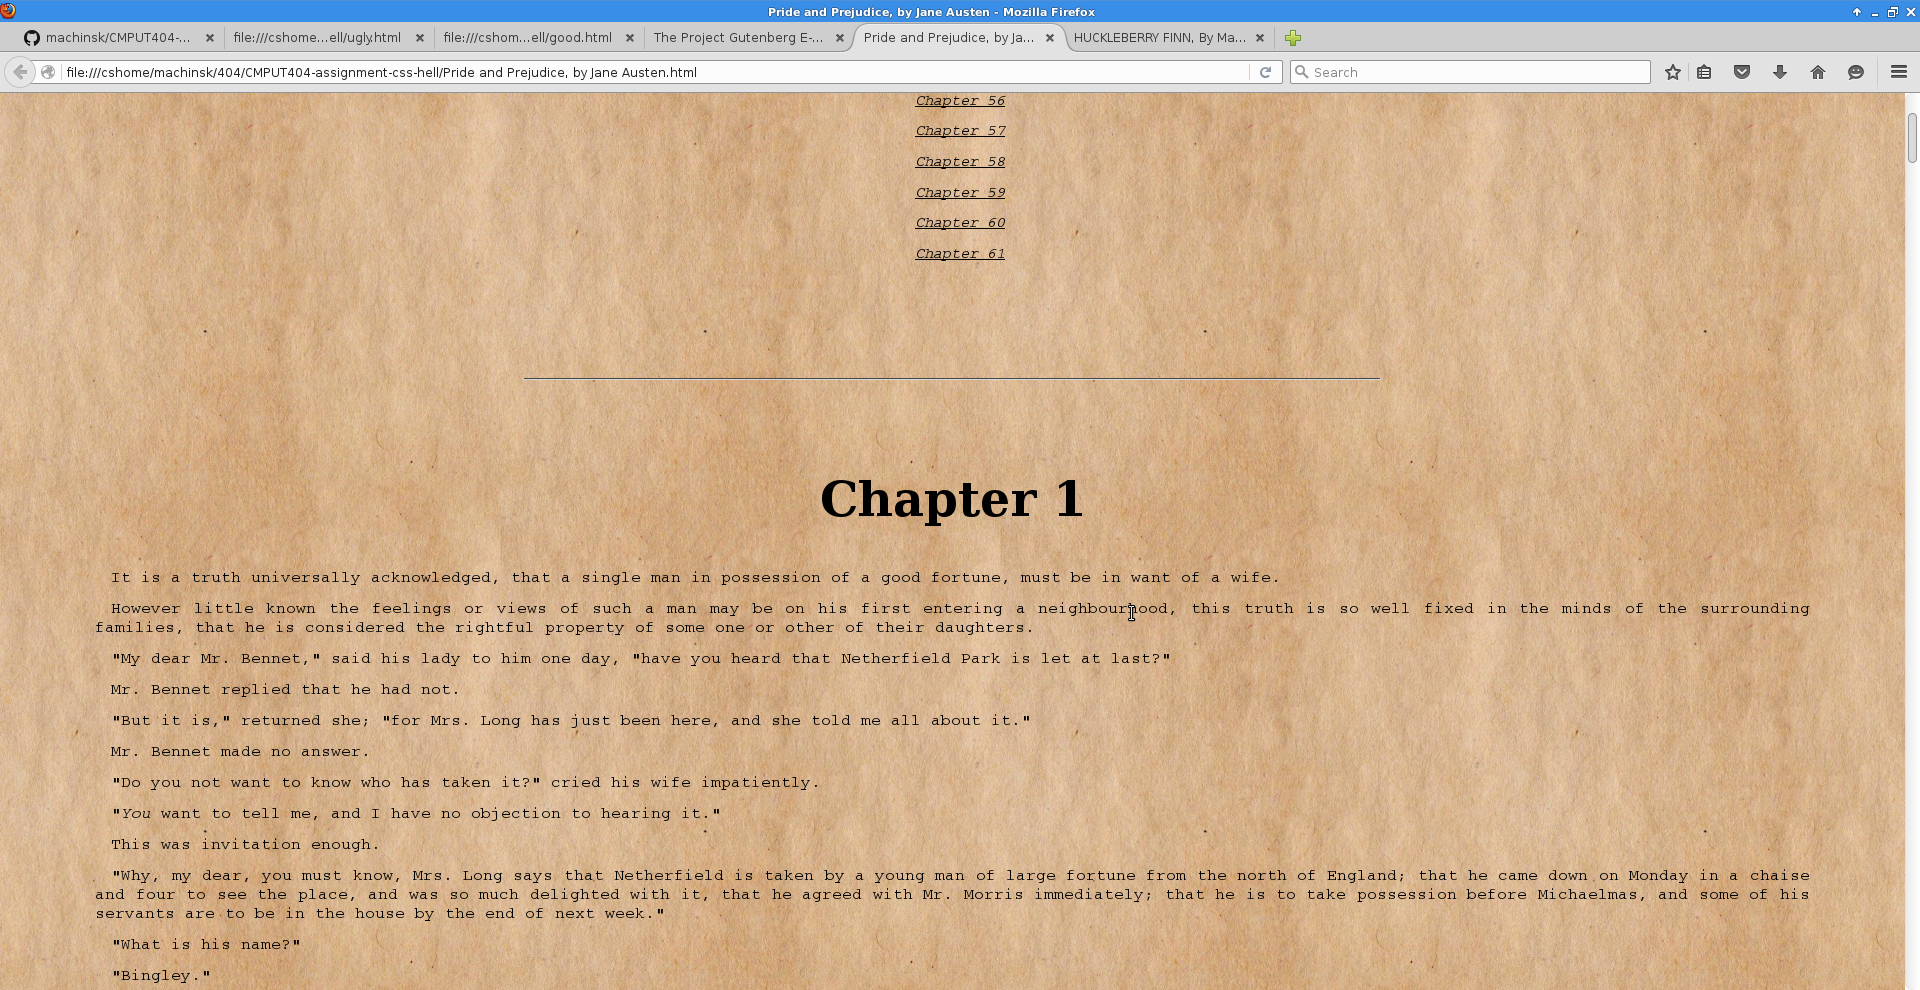 Pride and Prejudice, by Jane Austen - Mozilla Firefox
machinsk/CMPUT404-...
file:///cshome...ell/ugly.html
file:///cshom...ell/good.html
The Project Gutenberg E-...
Pride and Prejudice, by Ja...
HUCKLEBERRY FINN, By Ma...
file:///cshome/machinsk/404/CMPUT404-assignment-css-hell/Pride and Prejudice, by Jane Austen.html
Search
Chapter 56
Chapter 57
Chapter 58
Chapter 59
Chapter 60
Chapter 61
Chapter 1
It is a truth universally acknowledged, that a single man in possession of a good fortune, must be in want of a wife.
However little known the feelings or views of such a man may be on his first entering a neighbourhood, this truth is so well fixed in the minds of the surrounding
families, that he is considered the rightful property of some one or other of their daughters.
"My dear Mr. Bennet," said his lady to him one day, "have you heard that Netherfield Park is let at last?"
Mr. Bennet replied that he had not.
"But it is," returned she; "for Mrs. Long has just been here, and she told me all about it."
Mr. Bennet made no answer.
"Do you not want to know who has taken it?" cried his wife impatiently.
"You want to tell me, and I have no objection to hearing it."
This was invitation enough.
"Why, my dear, you must know, Mrs. Long says that Netherfield is taken by a young man of large fortune from the north of England; that he came down on Monday in a chaise
and four to see the place, and was so much delighted with it, that he agreed with Mr. Morris immediately; that he is to take possession before Michaelmas, and some of his
servants are to be in the house by the end of next week."
"What is his name?"
"Bingley."